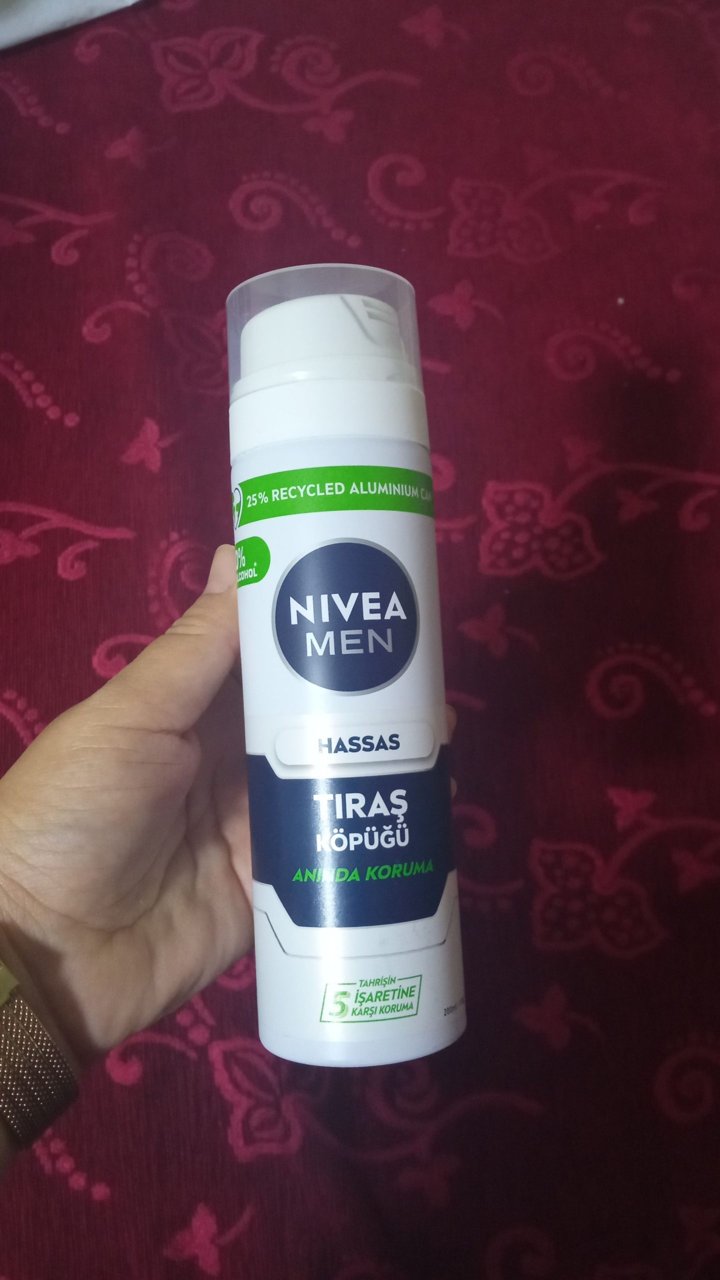 25% RECYCLED ALUMINIUM CAN
NIVEA
MEN
HASSAS
TIRAŞ
KÖPÜĞÜ
ANINDA KORUMA
TAHRİŞİN
5 İŞARETİNE
KARŞI KORUMA